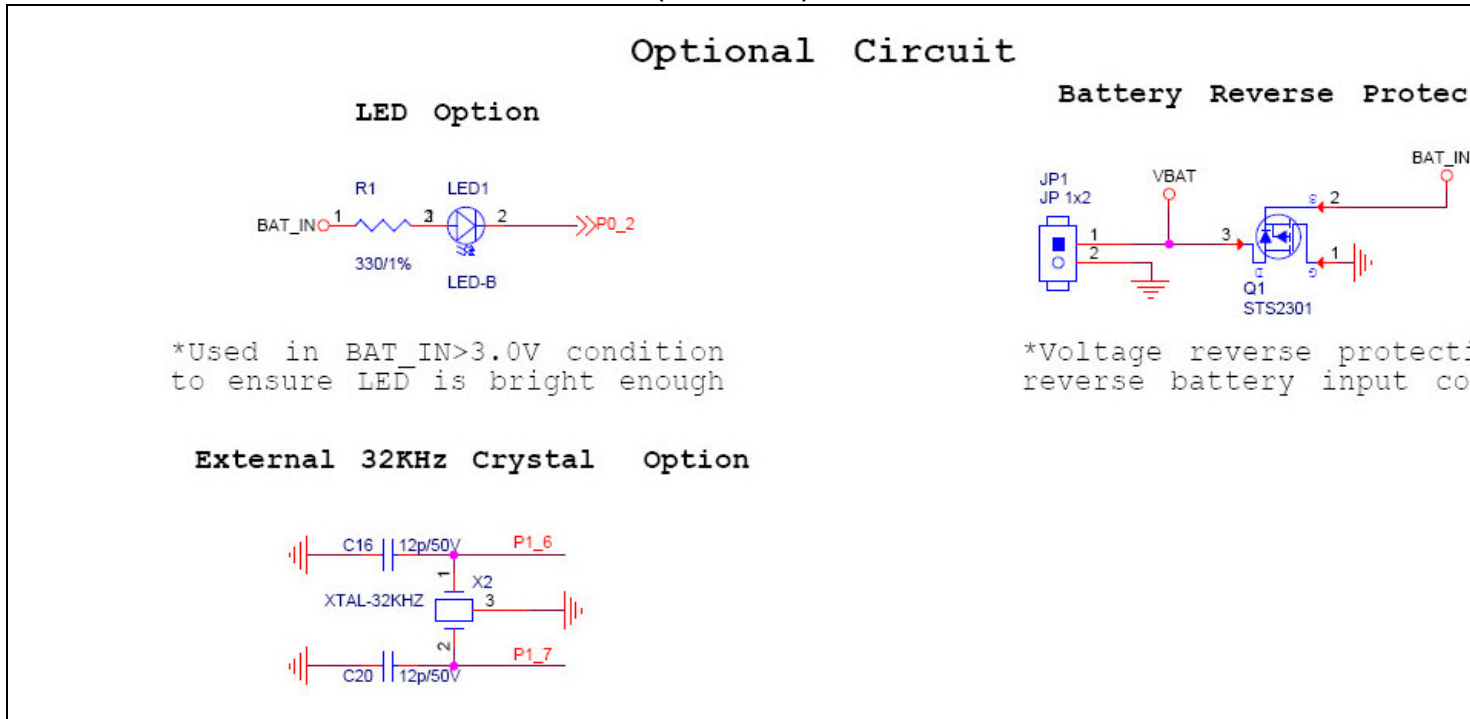 Optional Circuit
LED Option
R1 LED1
BAT_IN 1 2 P0_2
330/1%
LED-B
*Used in BAT_IN>3.0V condition
to ensure LED is bright enough
Battery Reverse Protec
BAT_IN
JP1 VBAT
JP 1x2
S 2
1 3
2 1
D G
Q1
STS2301
*Voltage reverse protecti
reverse battery input co
External 32KHz Crystal Option
C16 12p/50V P1_6
1 X2
XTAL-32KHZ 3
2
P1_7
C20 12p/50V